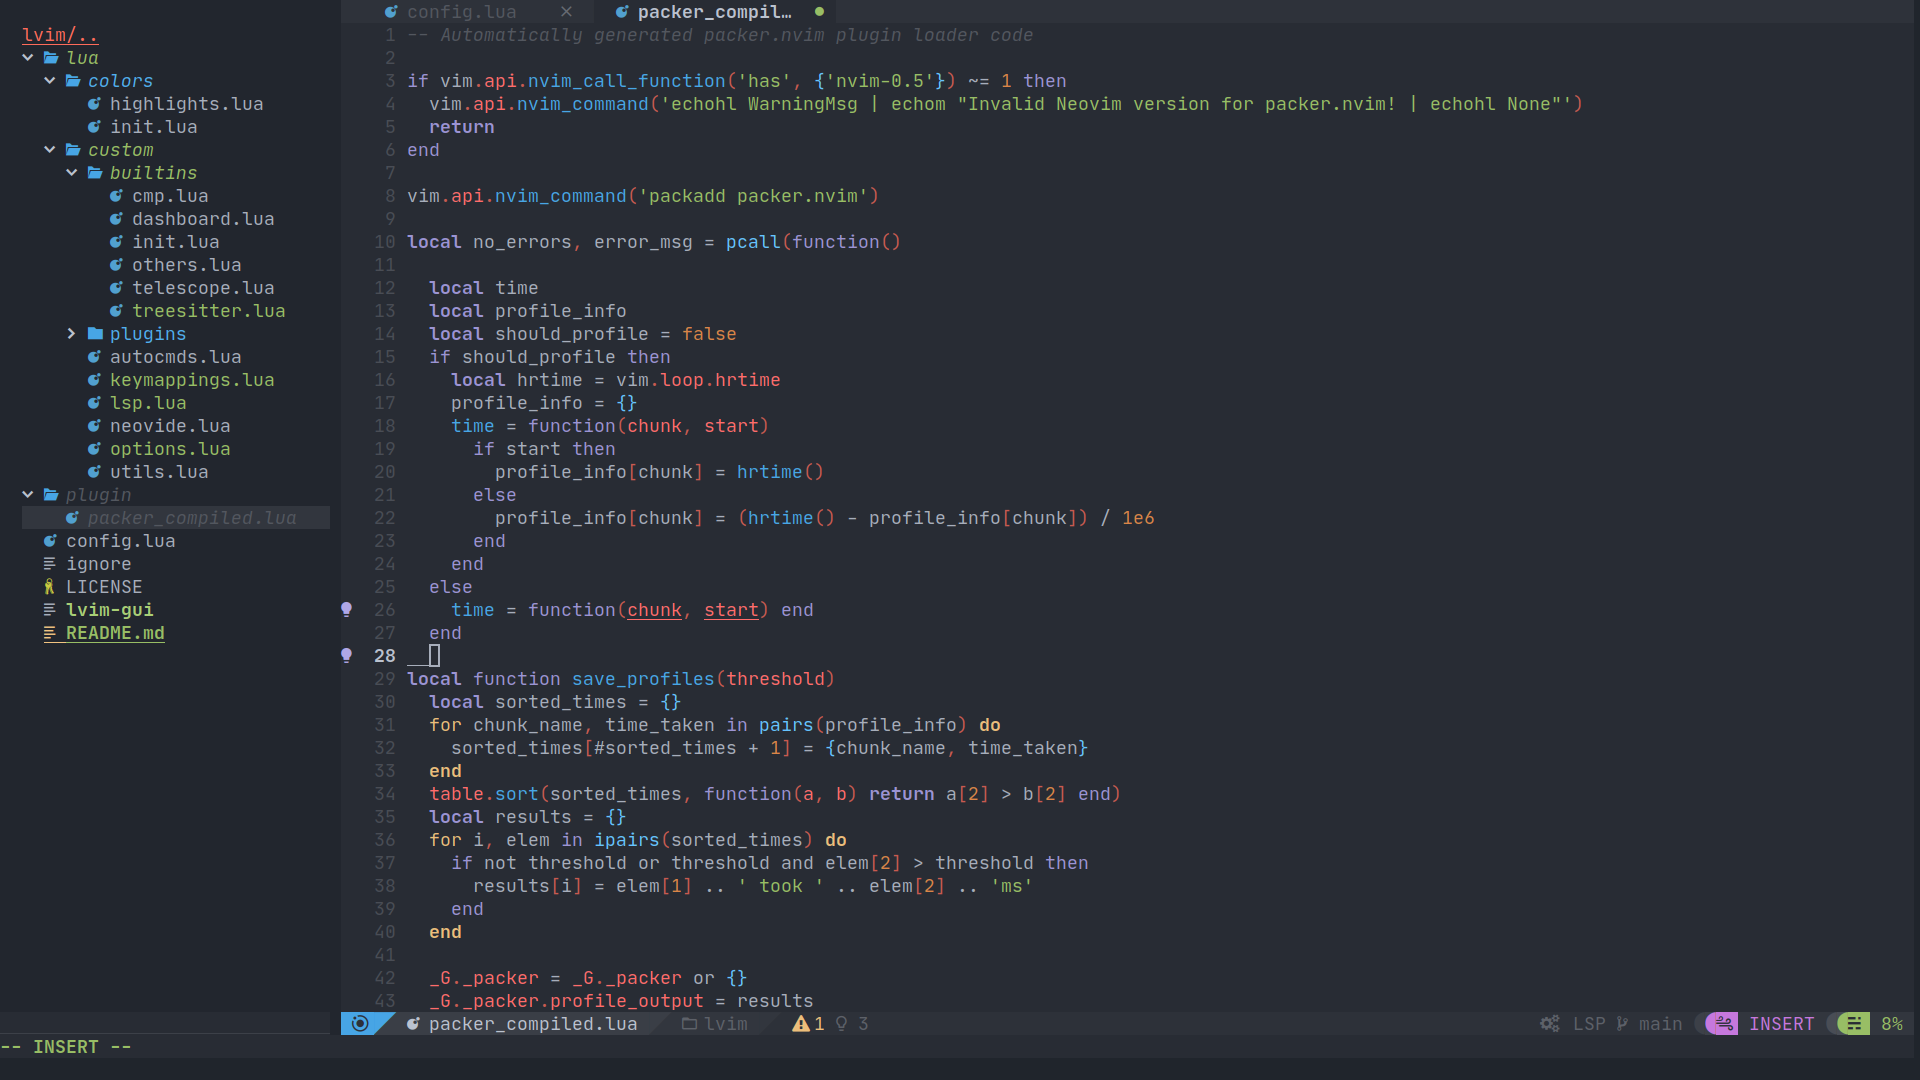 lvim/..
lua
colors
highlights.lua
init.lua
custom
builtins
cmp.lua
dashboard.lua
init.lua
others.lua
telescope.lua
treesitter.lua
plugins
autocmds.lua
keymappings.lua
lsp.lua
neovide.lua
options.lua
utils.lua
plugin
packer_compiled.lua
config.lua
ignore
LICENSE
lvim-gui
README.md
config.lua × packer_compil… ●
1 -- Automatically generated packer.nvim plugin loader code
2
3 if vim.api.nvim_call_function('has', {'nvim-0.5'}) ~= 1 then
4   vim.api.nvim_command('echohl WarningMsg | echom "Invalid Neovim version for packer.nvim! | echohl None"')
5   return
6 end
7
8 vim.api.nvim_command('packadd packer.nvim')
9
10 local no_errors, error_msg = pcall(function()
11
12   local time
13   local profile_info
14   local should_profile = false
15   if should_profile then
16     local hrtime = vim.loop.hrtime
17     profile_info = {}
18     time = function(chunk, start)
19       if start then
20         profile_info[chunk] = hrtime()
21       else
22         profile_info[chunk] = (hrtime() - profile_info[chunk]) / 1e6
23       end
24     end
25   else
26     time = function(chunk, start) end
27   end
28
29 local function save_profiles(threshold)
30   local sorted_times = {}
31   for chunk_name, time_taken in pairs(profile_info) do
32     sorted_times[#sorted_times + 1] = {chunk_name, time_taken}
33   end
34   table.sort(sorted_times, function(a, b) return a[2] > b[2] end)
35   local results = {}
36   for i, elem in ipairs(sorted_times) do
37     if not threshold or threshold and elem[2] > threshold then
38       results[i] = elem[1] .. ' took ' .. elem[2] .. 'ms'
39     end
40   end
41
42   _G._packer = _G._packer or {}
43   _G._packer.profile_output = results
packer_compiled.lua lvim 1 3 LSP main INSERT 8%
-- INSERT --